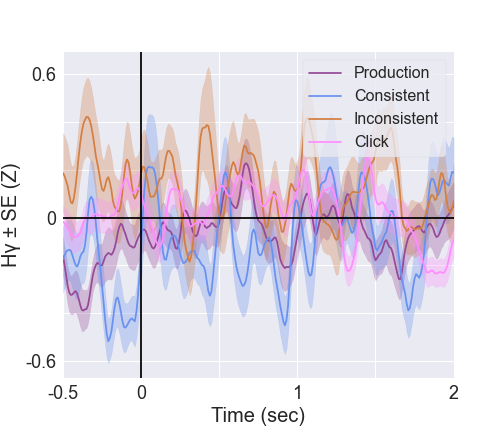 Production
Consistent
Inconsistent
Click
0.6
0
-0.6
Hγ ± SE (Z)
-0.5 0 1 2
Time (sec)